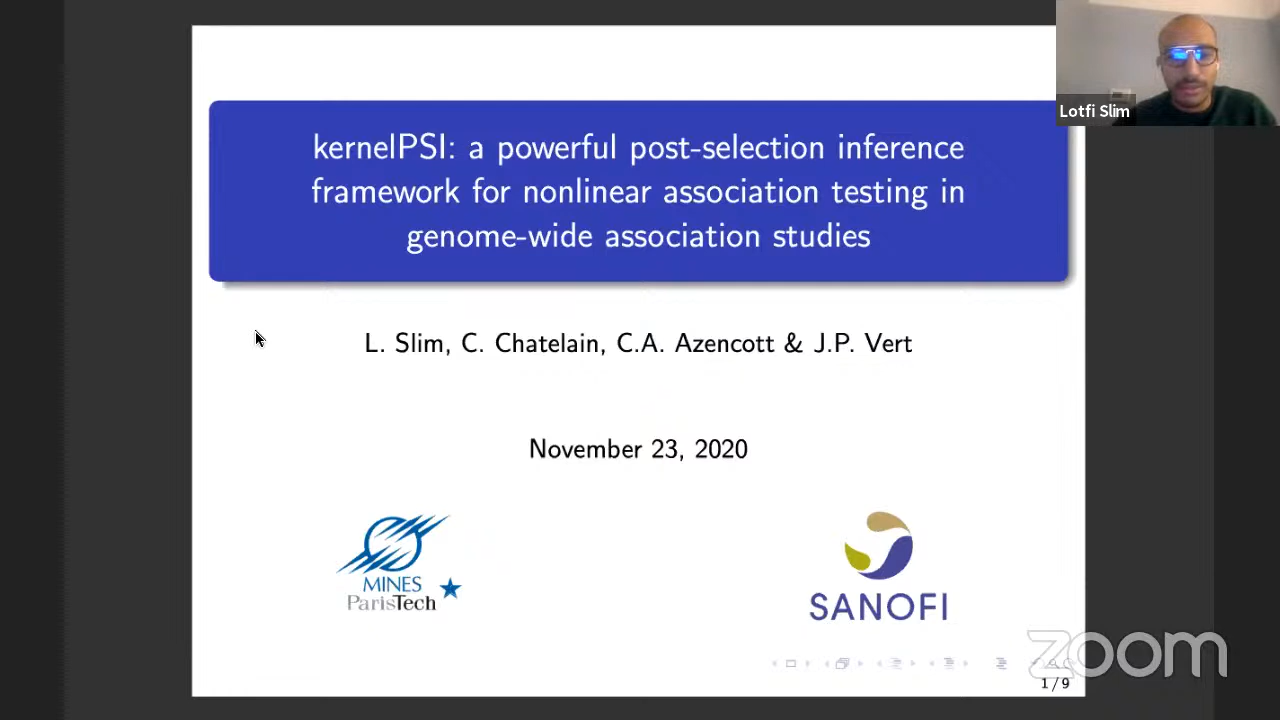 Lotfi Slim
kernelPSI: a powerful post-selection inference
framework for nonlinear association testing in
genome-wide association studies
L. Slim, C. Chatelain, C.A. Azencott & J.P. Vert
November 23, 2020
MINES
ParisTech
SANOFI
zoom
1 / 9